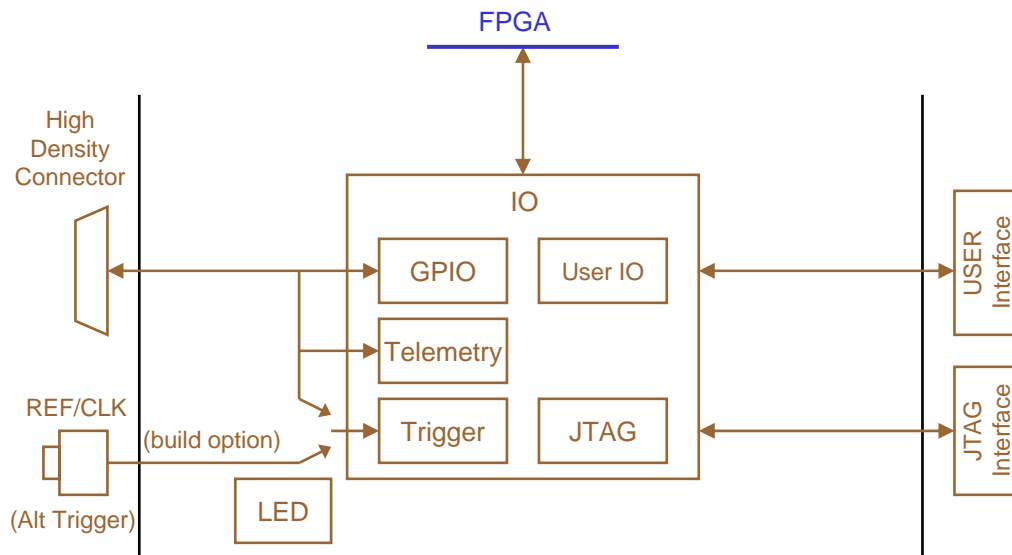 FPGA
High
Density
Connector
IO
GPIO
User IO
USER
Interface
Telemetry
REF/CLK
(build option)
Trigger
JTAG
JTAG
Interface
(Alt Trigger)
LED